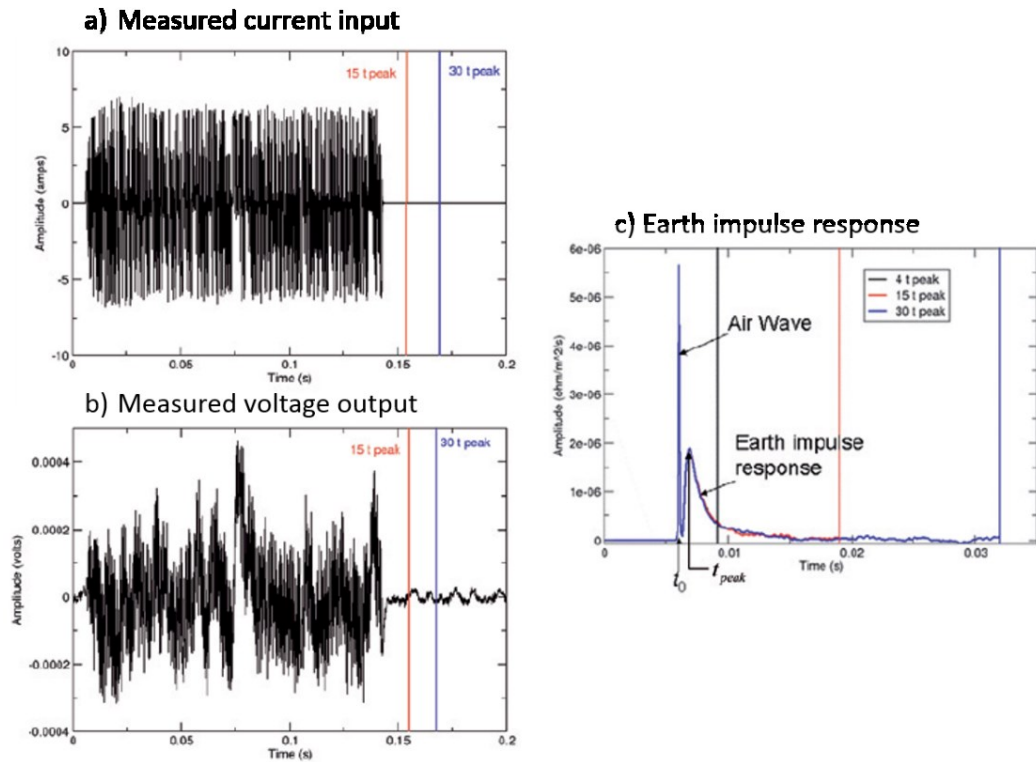 a) Measured current input
10
5
0
-5
-10
Amplitude (amps)
15 t peak
30 t peak
0
0.05
0.1
0.15
0.2
Time (s)
b) Measured voltage output
0.0004
0.0002
0
-0.0002
-0.0004
Amplitude (volts)
15 t peak
30 t peak
0
0.05
0.1
0.15
0.2
Time (s)
c) Earth impulse response
6e-06
5e-06
4e-06
3e-06
2e-06
1e-06
0
Amplitude (ohm/m^2/s)
4 t peak
15 t peak
30 t peak
Air Wave
Earth impulse
response
0
0.01
0.02
0.03
Time (s)
t0
tpeak